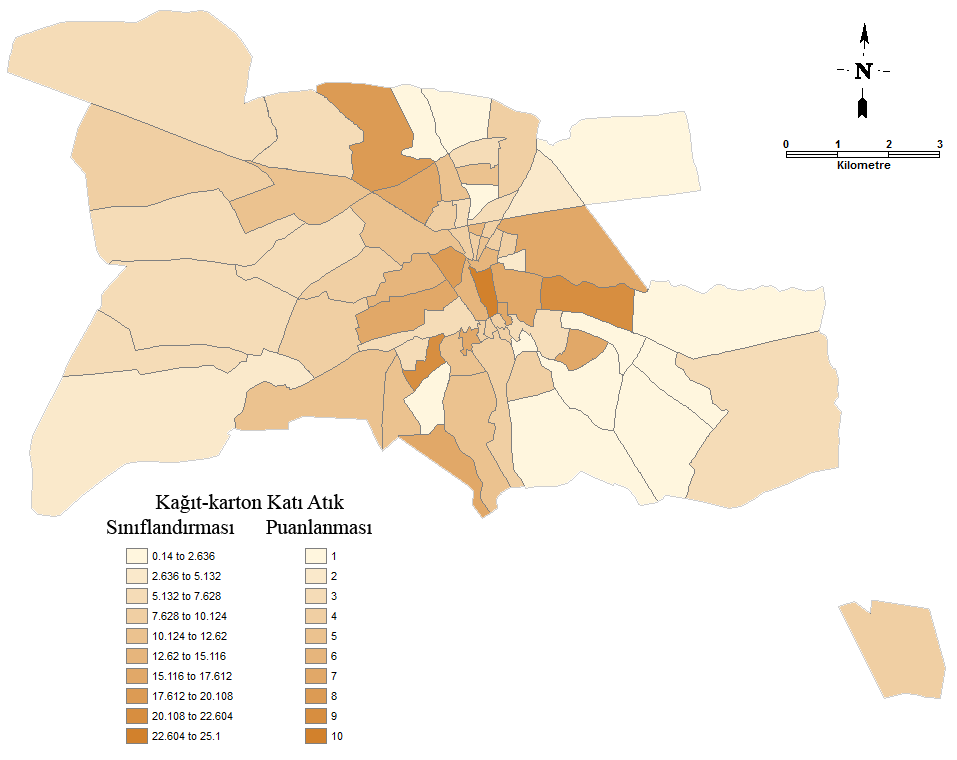 N
0 1 2 3
Kilometre
Kağıt-karton Katı Atık
Sınıflandırması Puanlanması
0.14 to 2.636 1
2.636 to 5.132 2
5.132 to 7.628 3
7.628 to 10.124 4
10.124 to 12.62 5
12.62 to 15.116 6
15.116 to 17.612 7
17.612 to 20.108 8
20.108 to 22.604 9
22.604 to 25.1 10